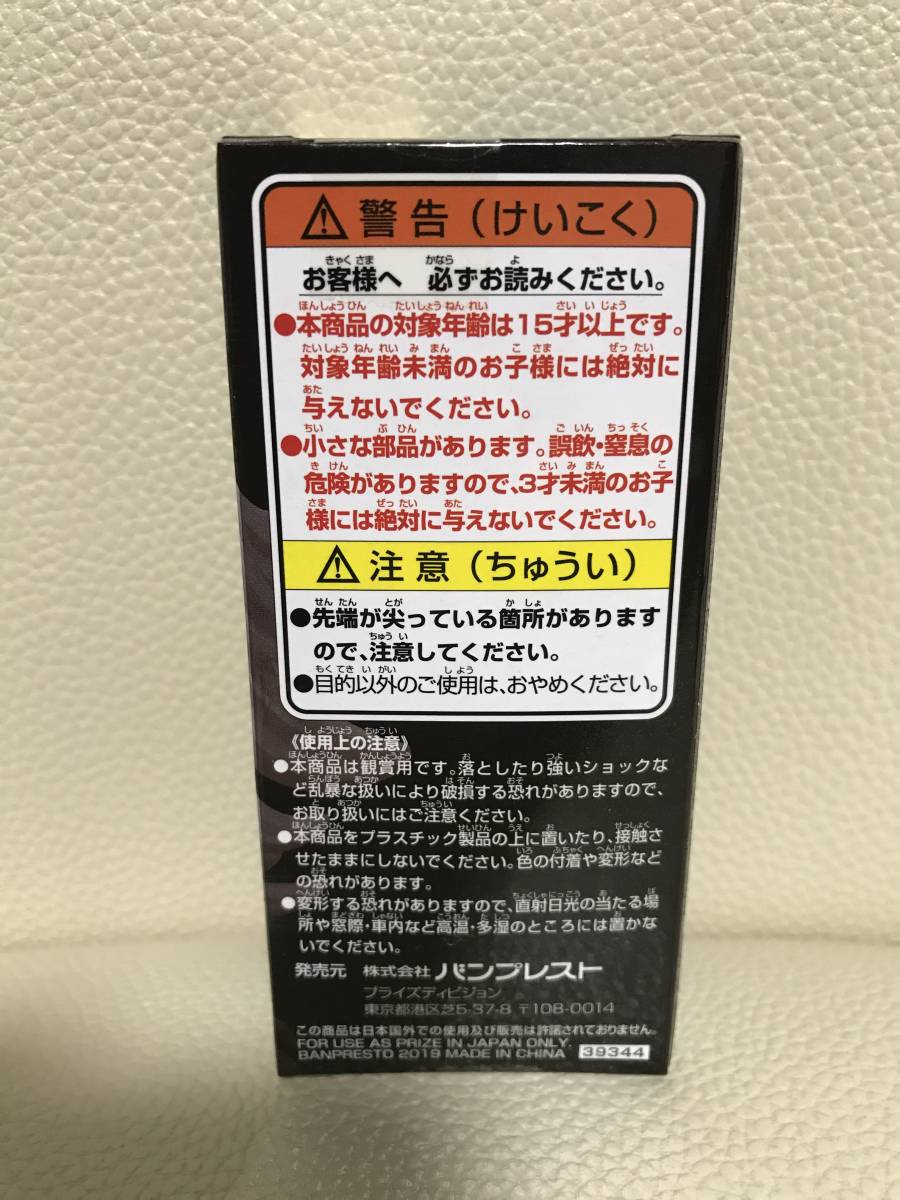 ⚠警告（けいこく）
お客様へ 必ずお読みください。
●本商品の対象年齢は15才以上です。
対象年齢未満のお子様には絶対に
与えないでください。
●小さな部品があります。誤飲・窒息の
危険がありますので、3才未満のお子
様には絶対に与えないでください。
⚠注意（ちゅうい）
●先端が尖っている箇所があります
ので、注意してください。
●目的以外のご使用は、おやめください。
《使用上の注意》
●本商品は観賞用です。落としたり強いショックな
ど乱暴な扱いにより破損する恐れがありますので、
お取り扱いにはご注意ください。
●本商品をプラスチック製品の上に置いたり、接触さ
せたままにしないでください。色の付着や変形など
の恐れがあります。
●変形する恐れがありますので、直射日光の当たる場
所や窓際・車内など高温・多湿のところには置かな
いでください。
発売元 株式会社 バンプレスト
プライズディビジョン
東京都港区芝5-37-8 〒108-0014
この商品は日本国外での使用及び販売は許諾されておりません。
FOR USE AS PRIZE IN JAPAN ONLY.
BANPRESTO 2019 MADE IN CHINA 39344